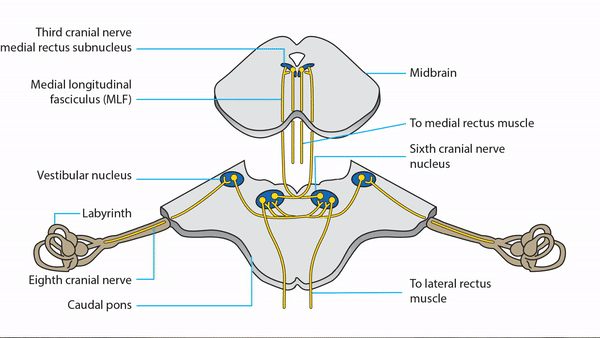 Third cranial nerve
medial rectus subnucleus
Medial longitudinal
fasciculus (MLF)
Vestibular nucleus
Labyrinth
Eighth cranial nerve
Caudal pons
Midbrain
To medial rectus muscle
Sixth cranial nerve
nucleus
To lateral rectus
muscle